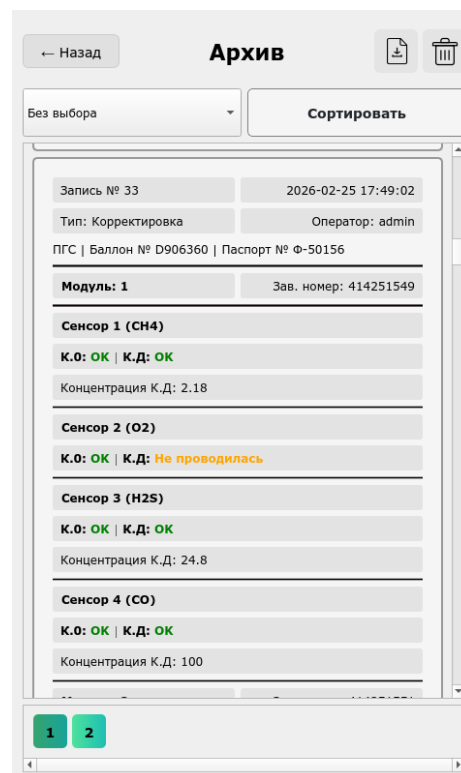 ← Назад
Архив
Без выбора
Сортировать
Запись № 33 2026-02-25 17:49:02
Тип: Корректировка Оператор: admin
ПГС | Баллон № D906360 | Паспорт № Ф-50156
Модуль: 1 Зав. номер: 414251549
Сенсор 1 (CH4)
К.0: OK | К.Д: OK
Концентрация К.Д: 2.18
Сенсор 2 (O2)
К.0: OK | К.Д: Не проводилась
Сенсор 3 (H2S)
К.0: OK | К.Д: OK
Концентрация К.Д: 24.8
Сенсор 4 (CO)
К.0: OK | К.Д: OK
Концентрация К.Д: 100
1 2